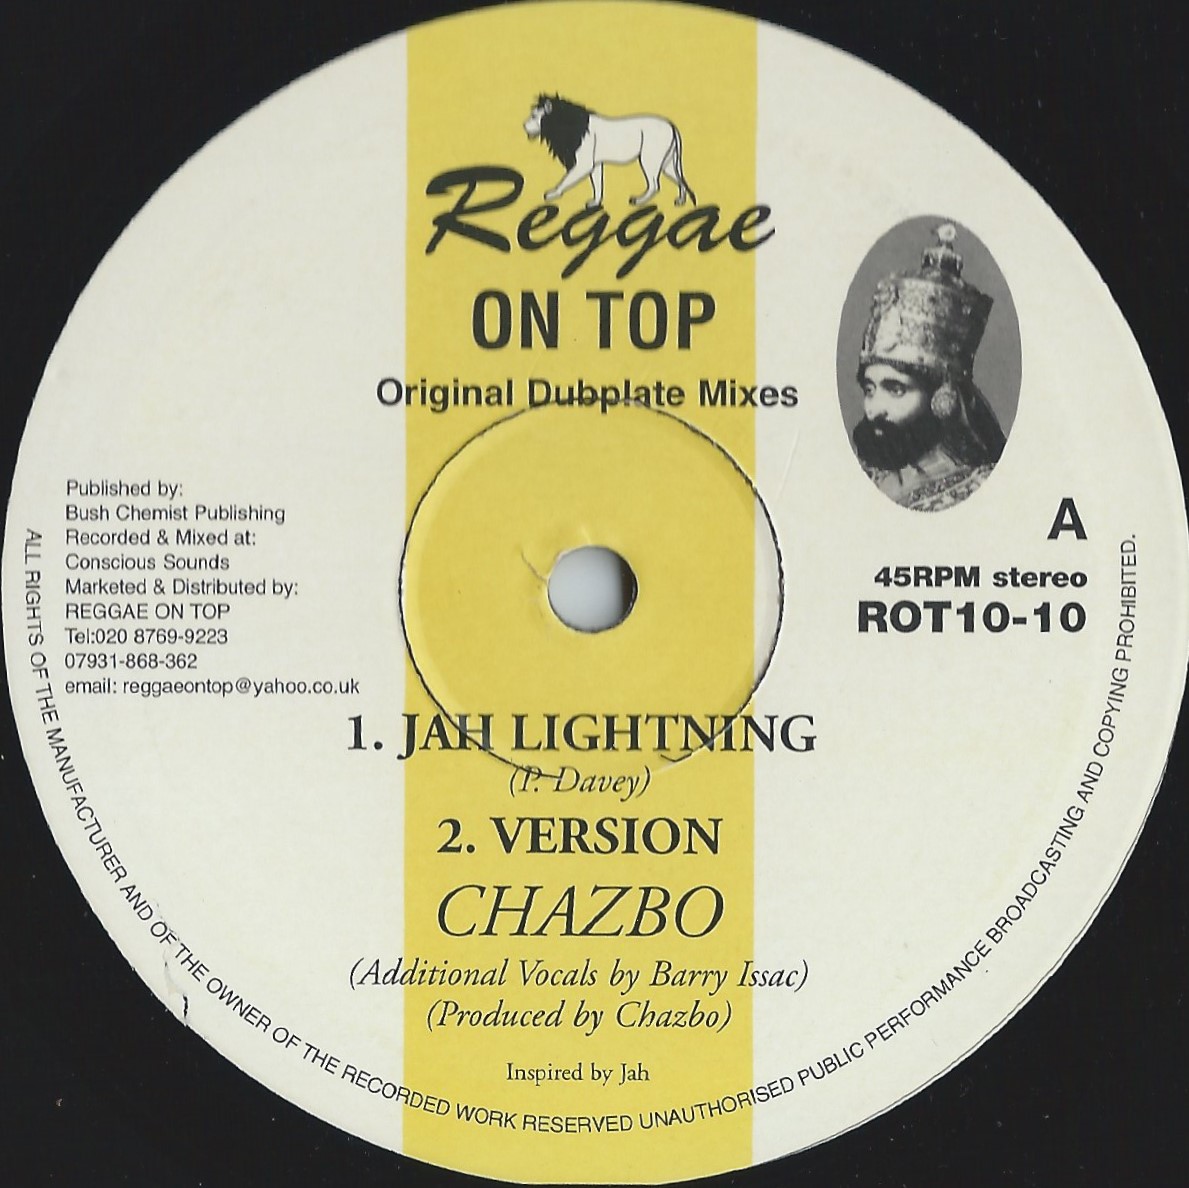 Reggae
ON TOP
Original Dubplate Mixes
Published by:
Bush Chemist Publishing
Recorded & Mixed at:
Conscious Sounds
Marketed & Distributed by:
REGGAE ON TOP
Tel:020 8769-9223
07931-868-362
email: reggaeontop@yahoo.co.uk
A
45RPM stereo
ROT10-10
1. JAH LIGHTNING
(P. Davey)
2. VERSION
CHAZBO
(Additional Vocals by Barry Issac)
(Produced by Chazbo)
Inspired by Jah
ALL RIGHTS OF THE MANUFACTURER AND OF THE OWNER OF THE RECORDED WORK RESERVED UNAUTHORISED PUBLIC PERFORMANCE BROADCASTING AND COPYING PROHIBITED.